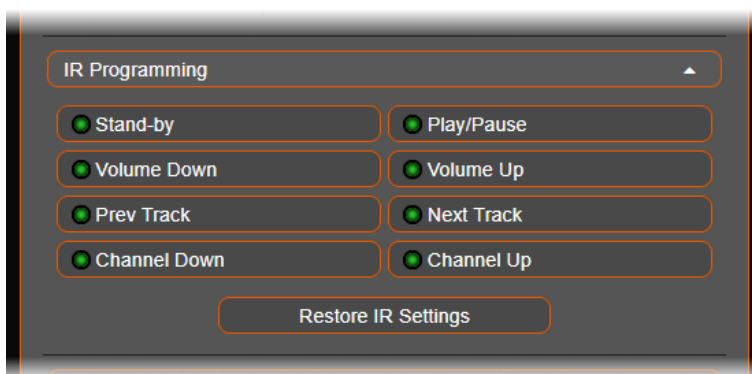 IR Programming
Stand-by
Play/Pause
Volume Down
Volume Up
Prev Track
Next Track
Channel Down
Channel Up
Restore IR Settings